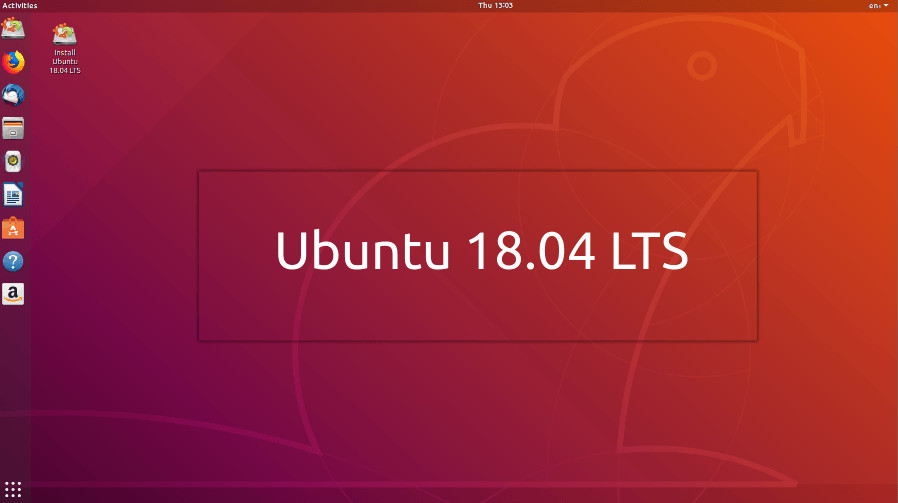 Activities
Thu 13:03
en
Install
Ubuntu
18.04 LTS
Ubuntu 18.04 LTS